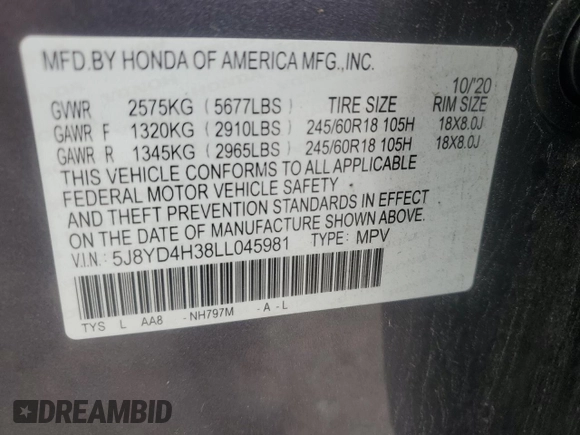 MFD.BY HONDA OF AMERICA MFG.,INC.
10/'20
GVWR 2575KG (5677LBS) TIRE SIZE RIM SIZE
GAWR F 1320KG (2910LBS) 245/60R18 105H 18X8.0J
GAWR R 1345KG (2965LBS) 245/60R18 105H 18X8.0J
THIS VEHICLE CONFORMS TO ALL APPLICABLE
FEDERAL MOTOR VEHICLE SAFETY
AND THEFT PREVENTION STANDARDS IN EFFECT
ON THE DATE OF MANUFACTURE SHOWN ABOVE.
V.I.N.: 5J8YD4H38LL045981 TYPE: MPV
TYS L AA8 -NH797M -A-L
DREAMBID